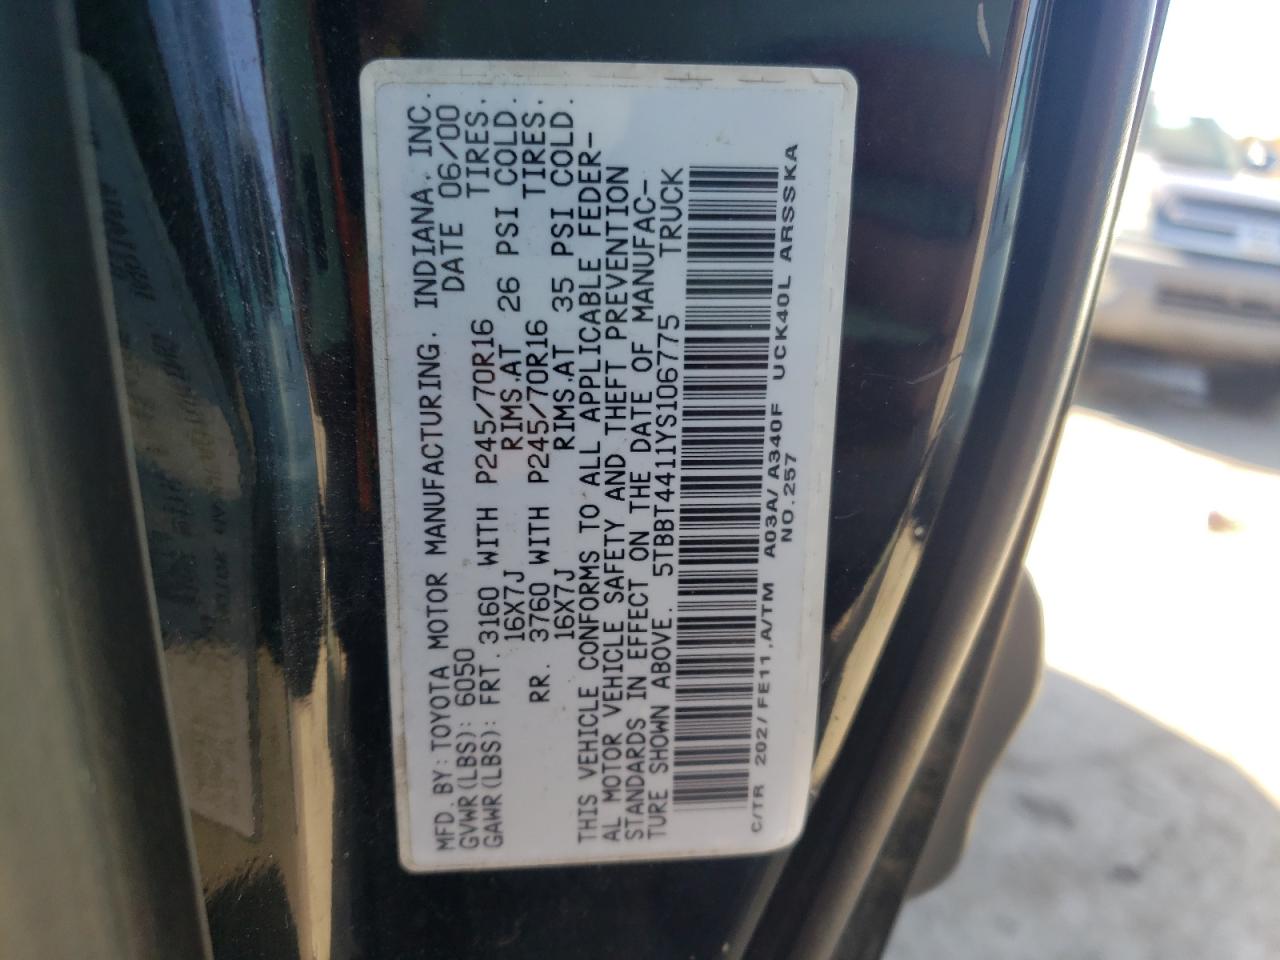 MFD. BY: TOYOTA MOTOR MANUFACTURING, INDIANA, INC.
GVWR(LBS): 6050 DATE 06/00
GAWR(LBS): FRT. 3160 WITH P245/70R16 TIRES.
16X7J RIMS.AT 26 PSI COLD.
RR. 3760 WITH P245/70R16 TIRES.
16X7J RIMS.AT 35 PSI COLD.
THIS VEHICLE CONFORMS TO ALL APPLICABLE FEDER-
AL MOTOR VEHICLE SAFETY AND THEFT PREVENTION
STANDARDS IN EFFECT ON THE DATE OF MANUFAC-
TURE SHOWN ABOVE. 5TBBT4411YS106775 TRUCK
C/TR 202/FE11,A/TM A03A/A340F UCK40L ARSSKA
NO.257